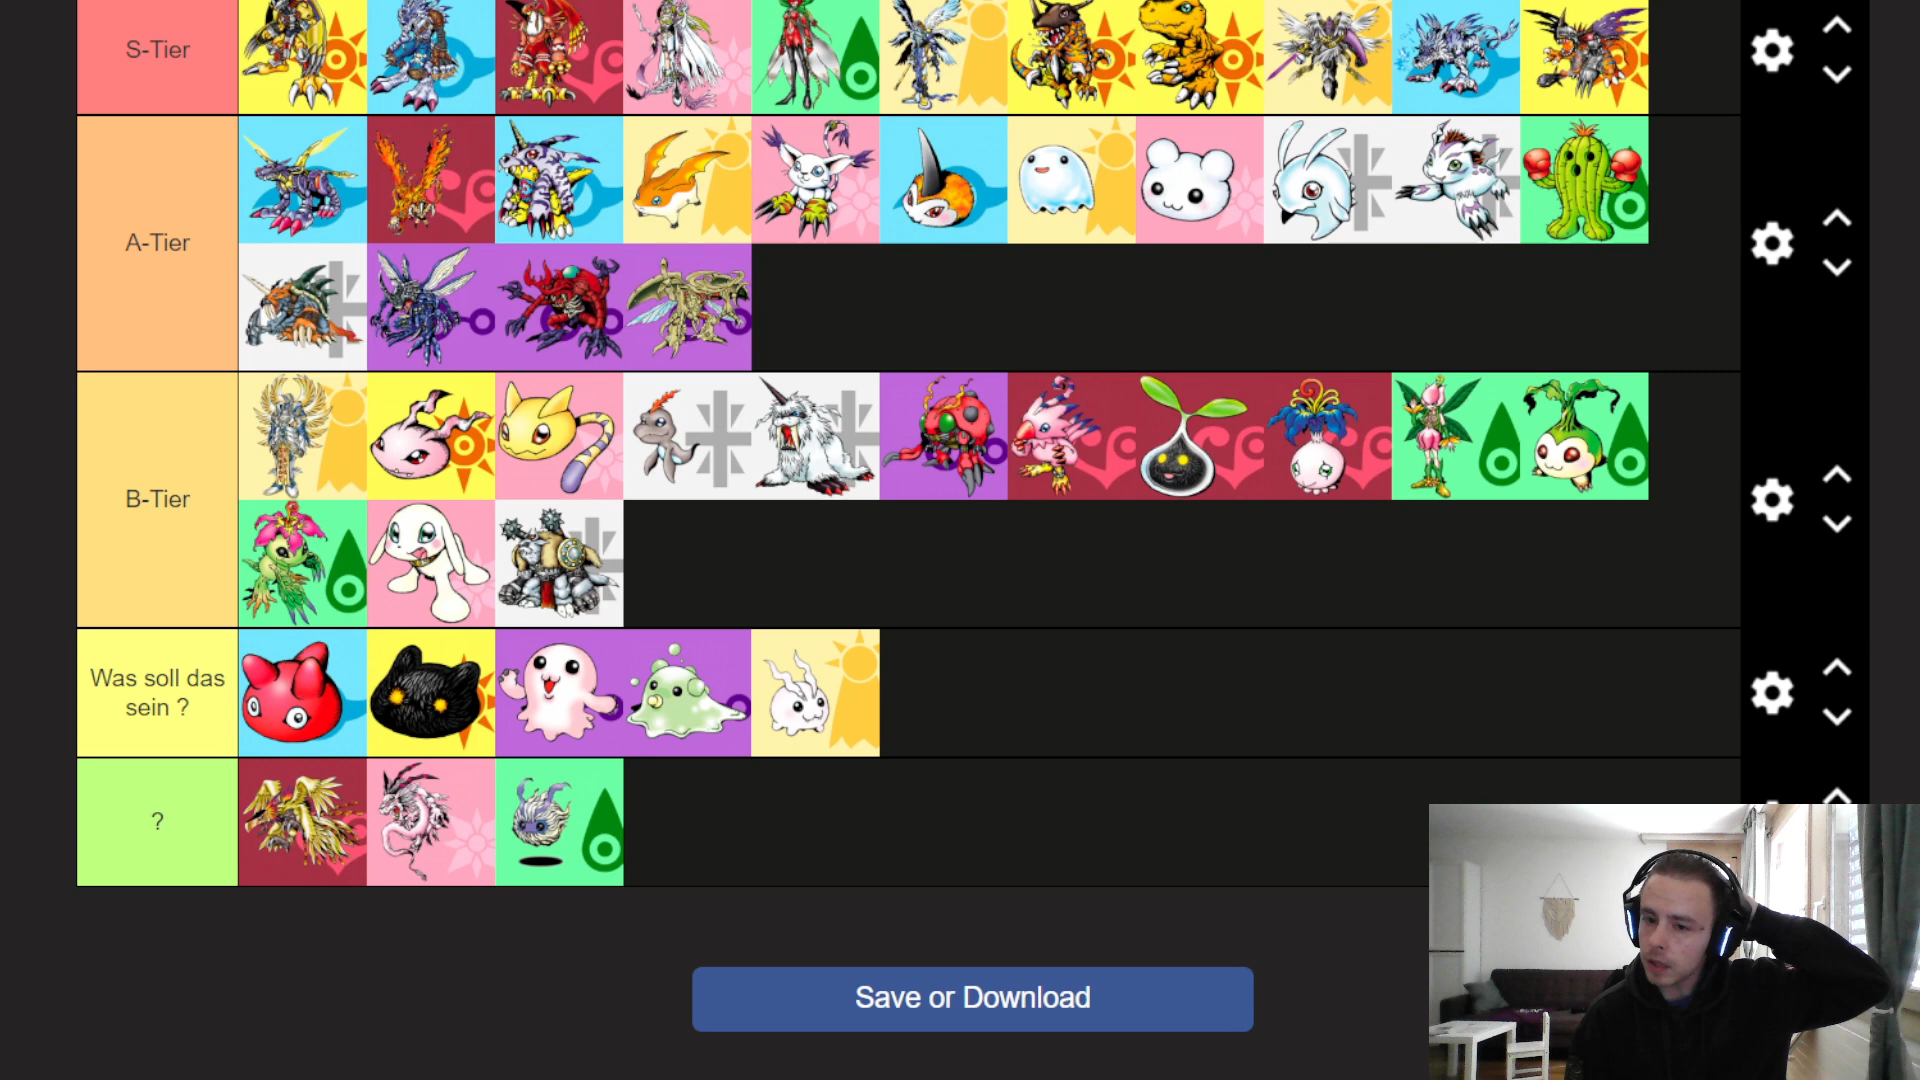 S-Tier
A-Tier
B-Tier
Was soll das
sein ?
?
Save or Download